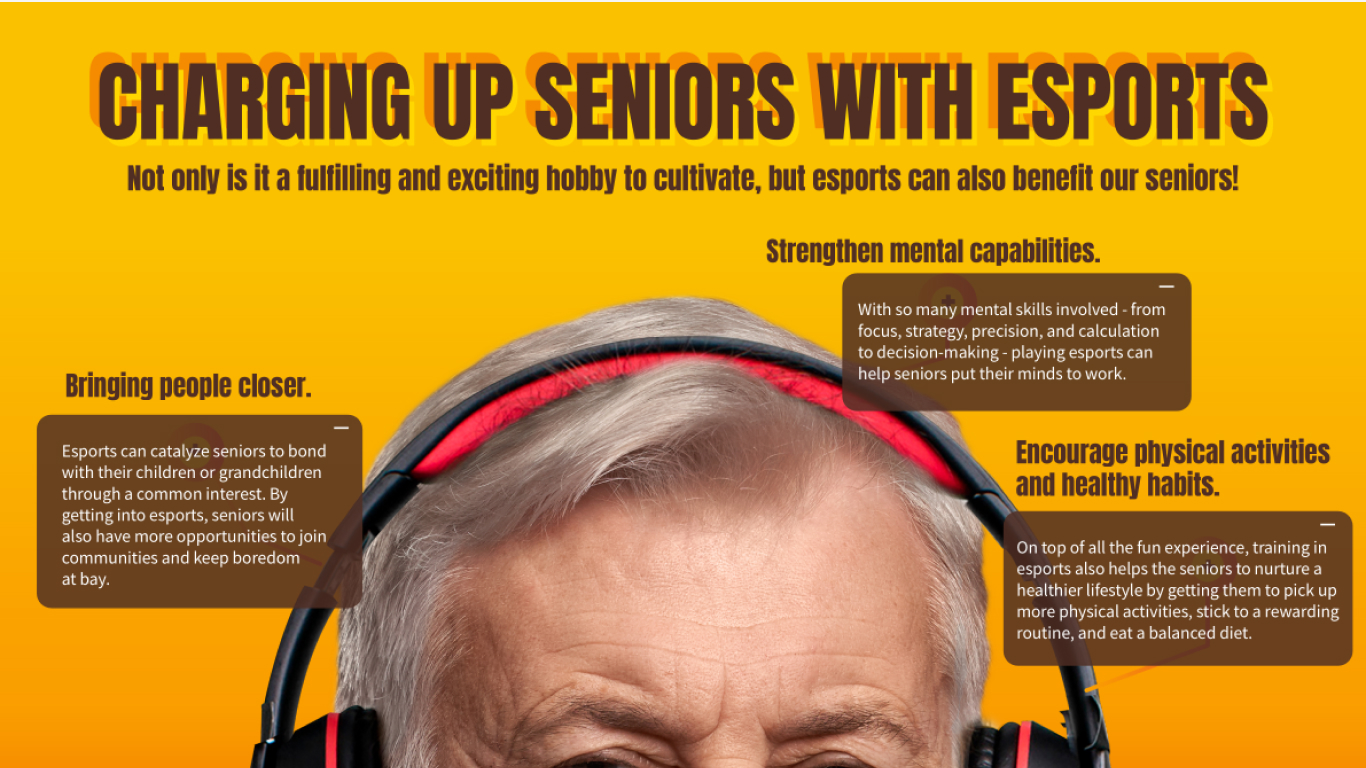 CHARGING UP SENIORS WITH ESPORTS
Not only is it a fulfilling and exciting hobby to cultivate, but esports can also benefit our seniors!
Strengthen mental capabilities.
With so many mental skills involved - from
focus, strategy, precision, and calculation
to decision-making - playing esports can
help seniors put their minds to work.
Bringing people closer.
Esports can catalyze seniors to bond
with their children or grandchildren
through a common interest. By
getting into esports, seniors will
also have more opportunities to join
communities and keep boredom
at bay.
Encourage physical activities
and healthy habits.
On top of all the fun experience, training in
esports also helps the seniors to nurture a
healthier lifestyle by getting them to pick up
more physical activities, stick to a rewarding
routine, and eat a balanced diet.